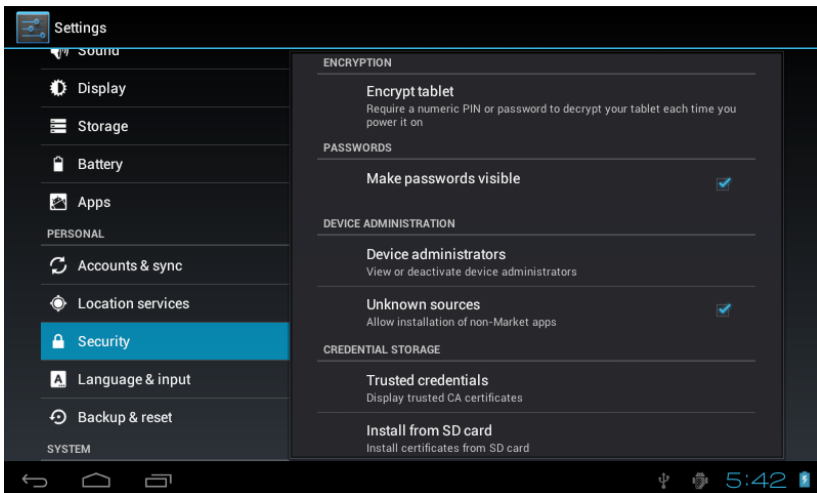 Settings
Sound
Display
Storage
Battery
Apps
PERSONAL
Accounts & sync
Location services
Security
Language & input
Backup & reset
SYSTEM
ENCRYPTION
Encrypt tablet
Require a numeric PIN or password to decrypt your tablet each time you
power it on
PASSWORDS
Make passwords visible
DEVICE ADMINISTRATION
Device administrators
View or deactivate device administrators
Unknown sources
Allow installation of non-Market apps
CREDENTIAL STORAGE
Trusted credentials
Display trusted CA certificates
Install from SD card
Install certificates from SD card
5:42